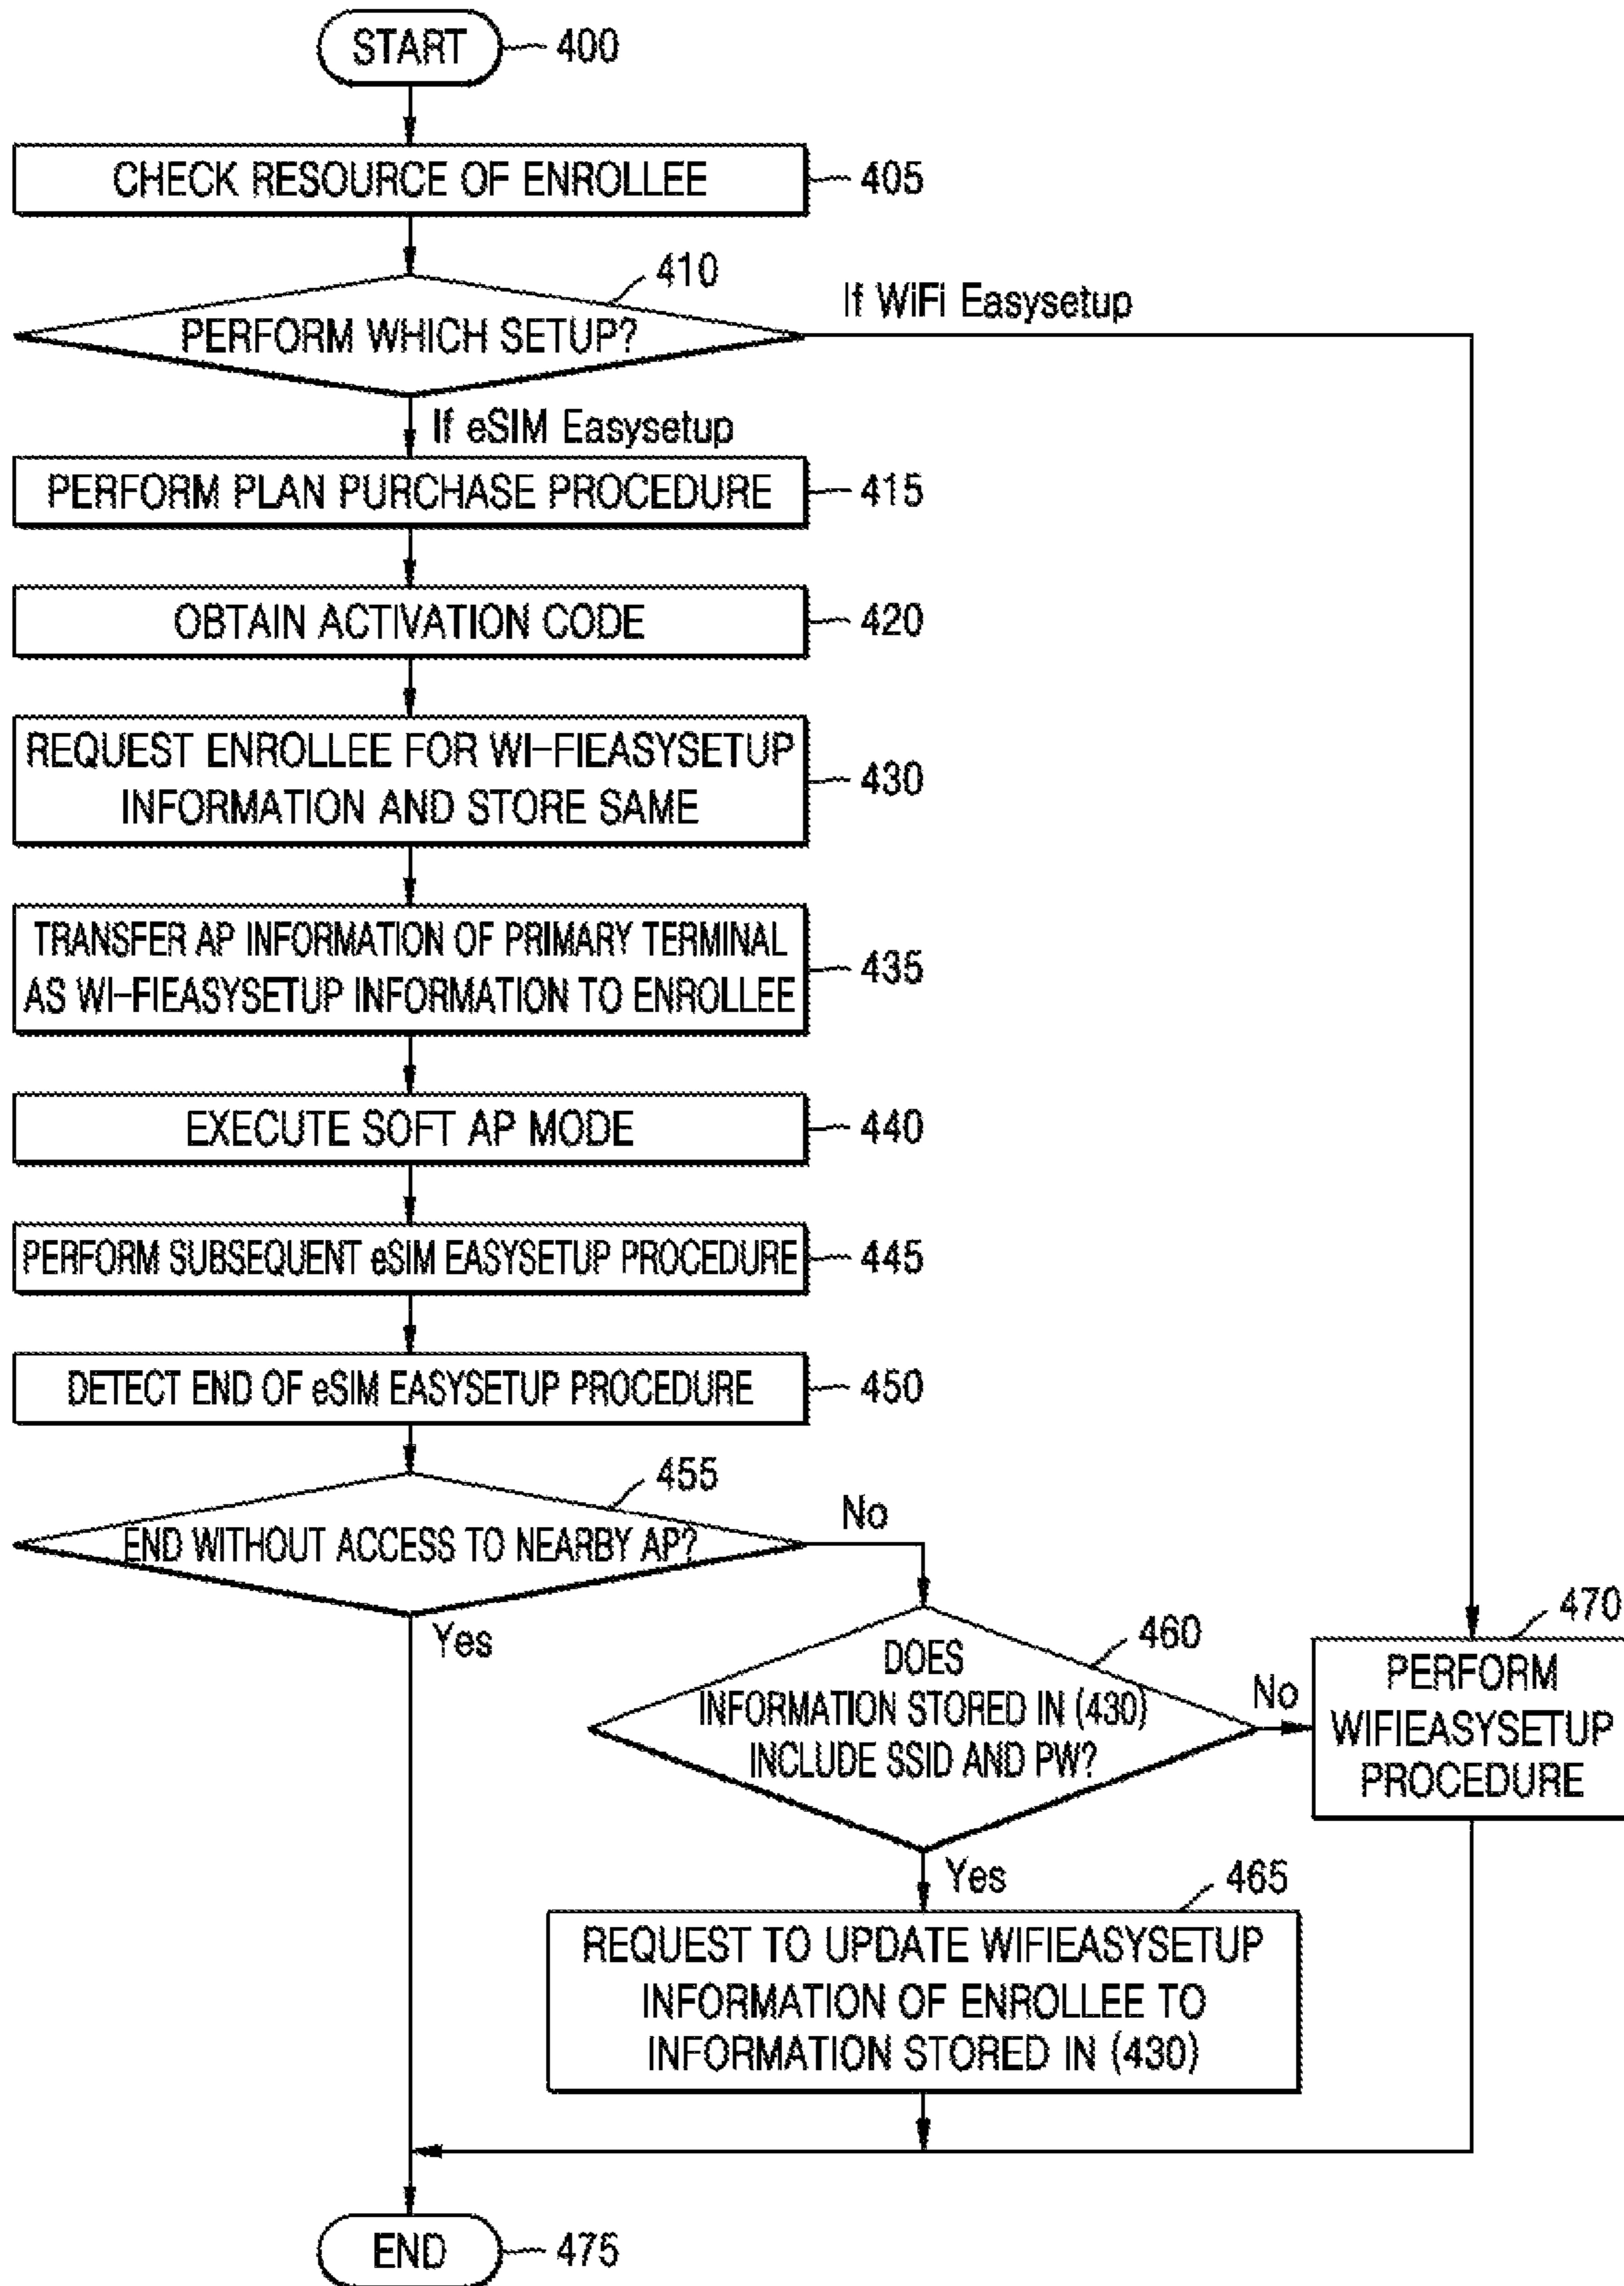 START
400
CHECK RESOURCE OF ENROLLEE
405
410
PERFORM WHICH SETUP?
If WiFi Easysetup
If eSIM Easysetup
PERFORM PLAN PURCHASE PROCEDURE
415
OBTAIN ACTIVATION CODE
420
REQUEST ENROLLEE FOR WI-FIEASYSETUP
INFORMATION AND STORE SAME
430
TRANSFER AP INFORMATION OF PRIMARY TERMINAL
AS WI-FIEASYSETUP INFORMATION TO ENROLLEE
435
EXECUTE SOFT AP MODE
440
PERFORM SUBSEQUENT eSIM EASYSETUP PROCEDURE
445
DETECT END OF eSIM EASYSETUP PROCEDURE
450
455
END WITHOUT ACCESS TO NEARBY AP?
No
Yes
460
DOES
INFORMATION STORED IN (430)
INCLUDE SSID AND PW?
No
470
PERFORM
WIFIEASYSETUP
PROCEDURE
Yes
465
REQUEST TO UPDATE WIFIEASYSETUP
INFORMATION OF ENROLLEE TO
INFORMATION STORED IN (430)
END
475